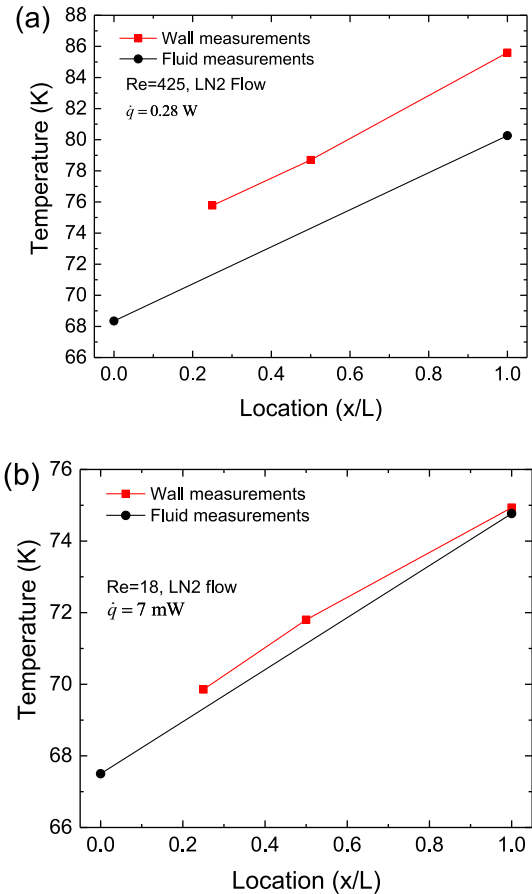 (a)
88
86
84
82
80
78
76
74
72
70
68
66
Temperature (K)
Wall measurements
Fluid measurements
Re=425, LN2 Flow
q̇ = 0.28 W
0.0 0.2 0.4 0.6 0.8 1.0
Location (x/L)
(b)
76
74
72
70
68
66
Temperature (K)
Wall measurements
Fluid measurements
Re=18, LN2 flow
q̇ = 7 mW
0.0 0.2 0.4 0.6 0.8 1.0
Location (x/L)